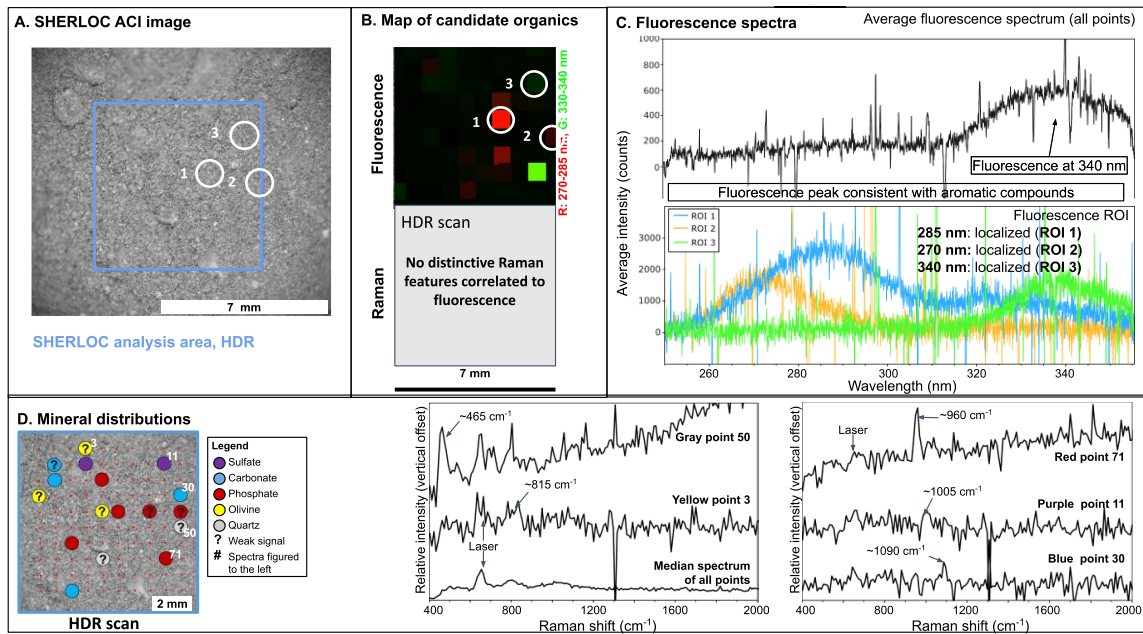 A. SHERLOC ACI image
3
1
2
7 mm
SHERLOC analysis area, HDR
B. Map of candidate organics
Fluorescence
3
1
2
R: 270-285 nm, G: 330-340 nm
HDR scan
No distinctive Raman
features correlated to
fluorescence
Raman
7 mm
C. Fluorescence spectra
Average fluorescence spectrum (all points)
800
600
400
200
0
Fluorescence at 340 nm
Fluorescence peak consistent with aromatic compounds
Average intensity (counts)
ROI 1
ROI 2
ROI 3
Fluorescence ROI
285 nm: localized (ROI 1)
270 nm: localized (ROI 2)
340 nm: localized (ROI 3)
3000
2000
1000
0
260 280 300 320 340
Wavelength (nm)
D. Mineral distributions
? 3
? 11
? 30
? ? ? ?
? 50
? 71
2 mm
HDR scan
Legend
Sulfate
Carbonate
Phosphate
Olivine
Quartz
? Weak signal
# Spectra figured
to the left
Relative intensity (vertical offset)
~465 cm-1
Gray point 50
~815 cm-1
Yellow point 3
Laser
Median spectrum
of all points
400 800 1200 1600 2000
Raman shift (cm-1)
Relative intensity (vertical offset)
~960 cm-1
Laser
Red point 71
~1005 cm-1
Purple point 11
~1090 cm-1
Blue point 30
400 800 1200 1600 2000
Raman shift (cm-1)